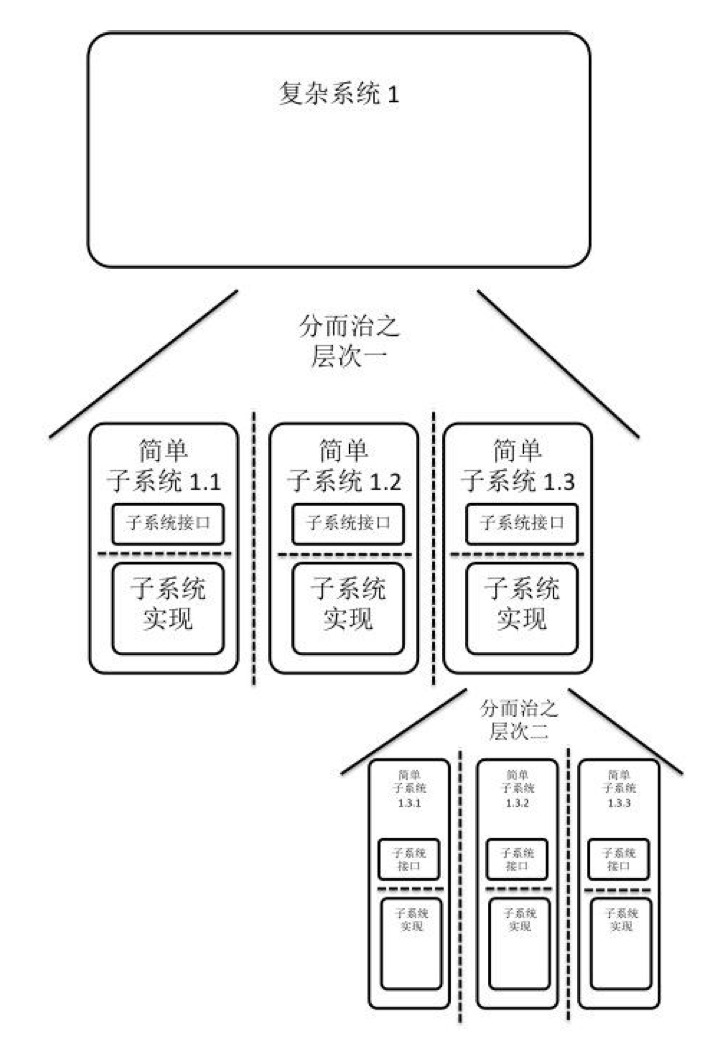 复杂系统 1
分而治之
层次一
简单
子系统 1.1
子系统接口
子系统
实现
简单
子系统 1.2
子系统接口
子系统
实现
简单
子系统 1.3
子系统接口
子系统
实现
分而治之
层次二
简单
子系统
1.3.1
子系统
接口
子系统
实现
简单
子系统
1.3.2
子系统
接口
子系统
实现
简单
子系统
1.3.3
子系统
接口
子系统
实现